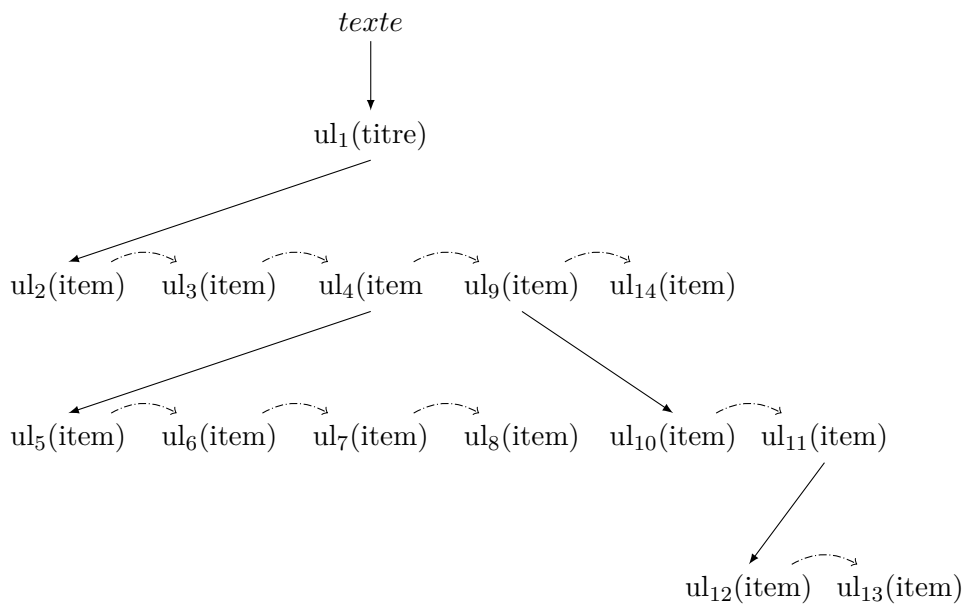 texte
ul₁(titre)
ul₂(item) ul₃(item) ul₄(item ul₉(item) ul₁₄(item)
ul₅(item) ul₆(item) ul₇(item) ul₈(item) ul₁₀(item) ul₁₁(item)
ul₁₂(item) ul₁₃(item)